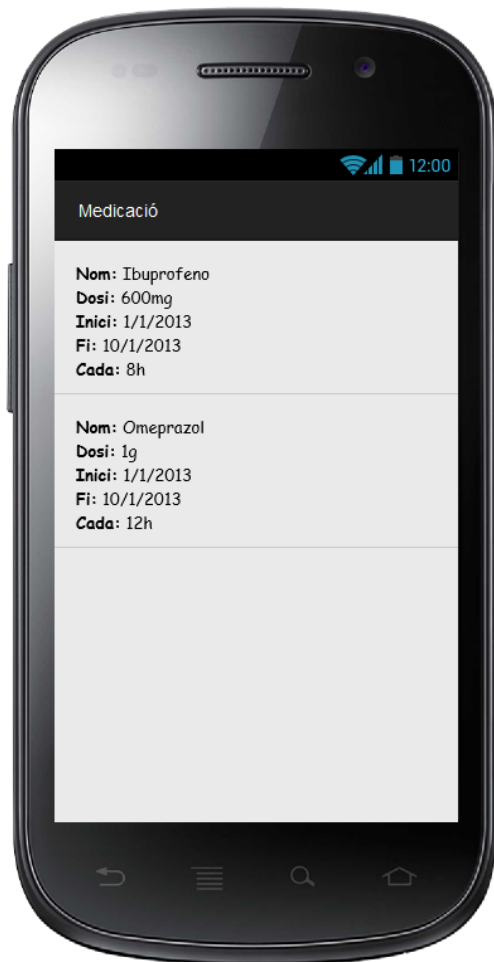 12:00
Medicació
Nom: Ibuprofeno
Dosi: 600mg
Inici: 1/1/2013
Fi: 10/1/2013
Cada: 8h
Nom: Omeprazol
Dosi: 1g
Inici: 1/1/2013
Fi: 10/1/2013
Cada: 12h